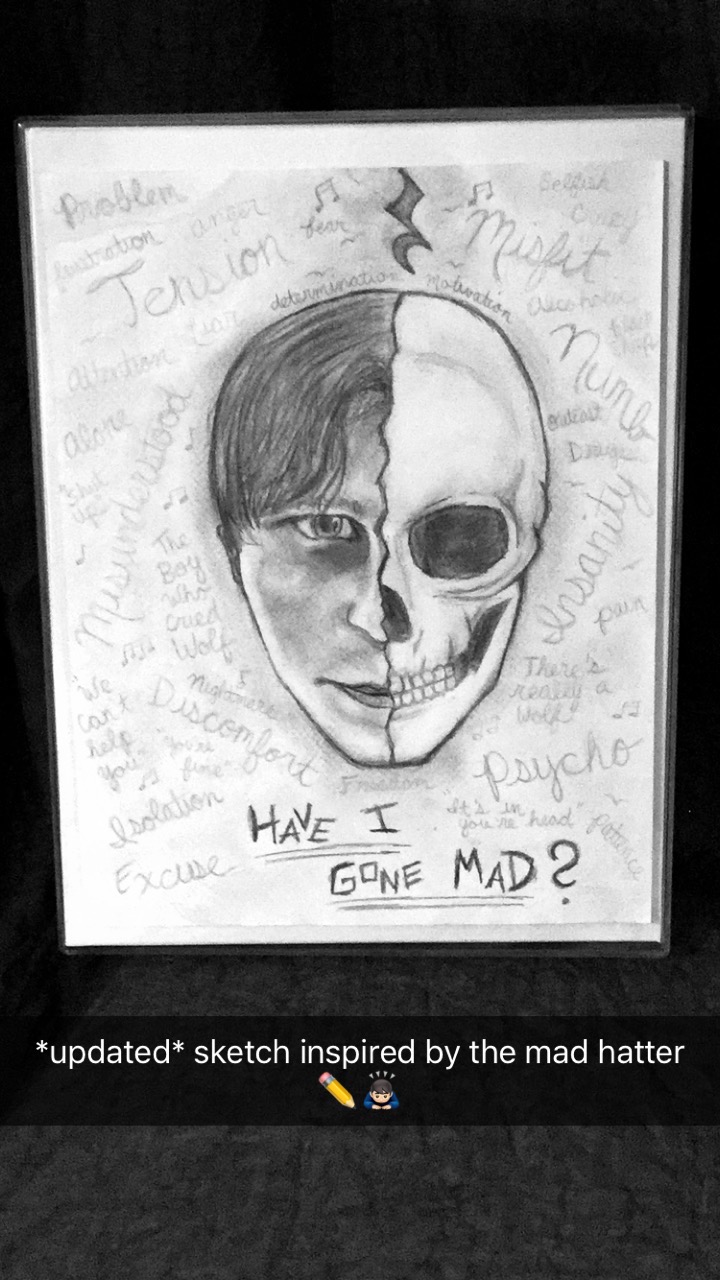 Problem
Selfish
frustration
anger
fear
Misfit
Tension
determination
Motivation
Alcoholic
Attention
Numb
outcast
Alone
Misunderstood
"Shut
up"
Insanity
The
Boy
who
cried
Wolf
pain
"We
can't
help
you"
Nightmares
Discomfort
"you're
fine"
There's
really a
Wolf
Psycho
Isolation
"It's in
you're head"
Patience
Excuse
HAVE I
GONE MAD?
*updated* sketch inspired by the mad hatter
✏️🙇